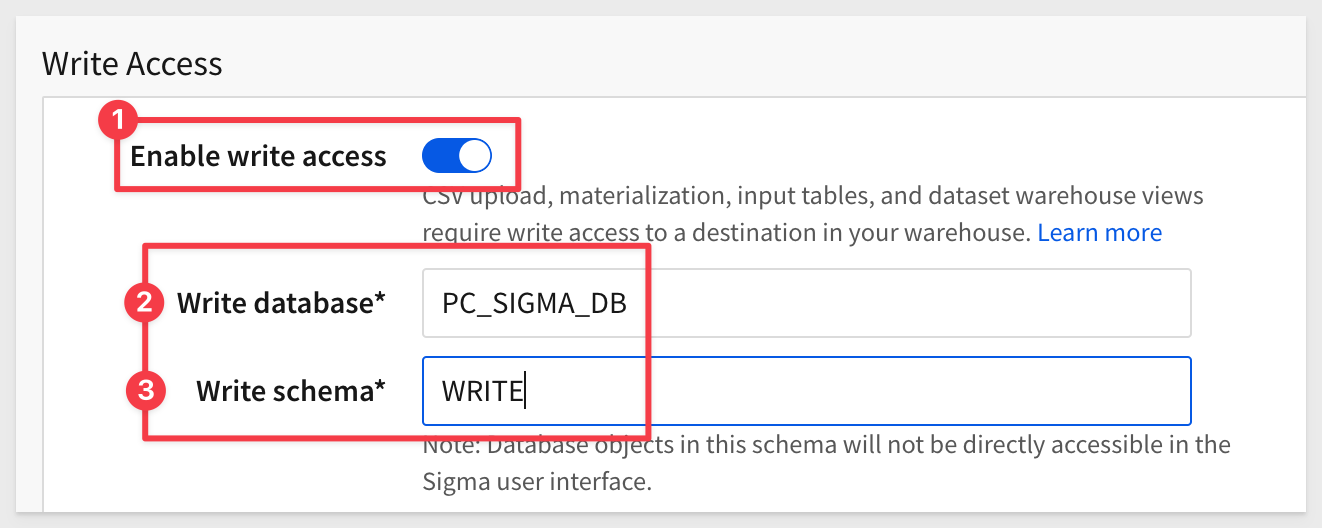 Write Access
1
Enable write access
CSV upload, materialization, input tables, and dataset warehouse views
require write access to a destination in your warehouse. Learn more
2 Write database* PC_SIGMA_DB
3 Write schema* WRITE
Note: Database objects in this schema will not be directly accessible in the
Sigma user interface.